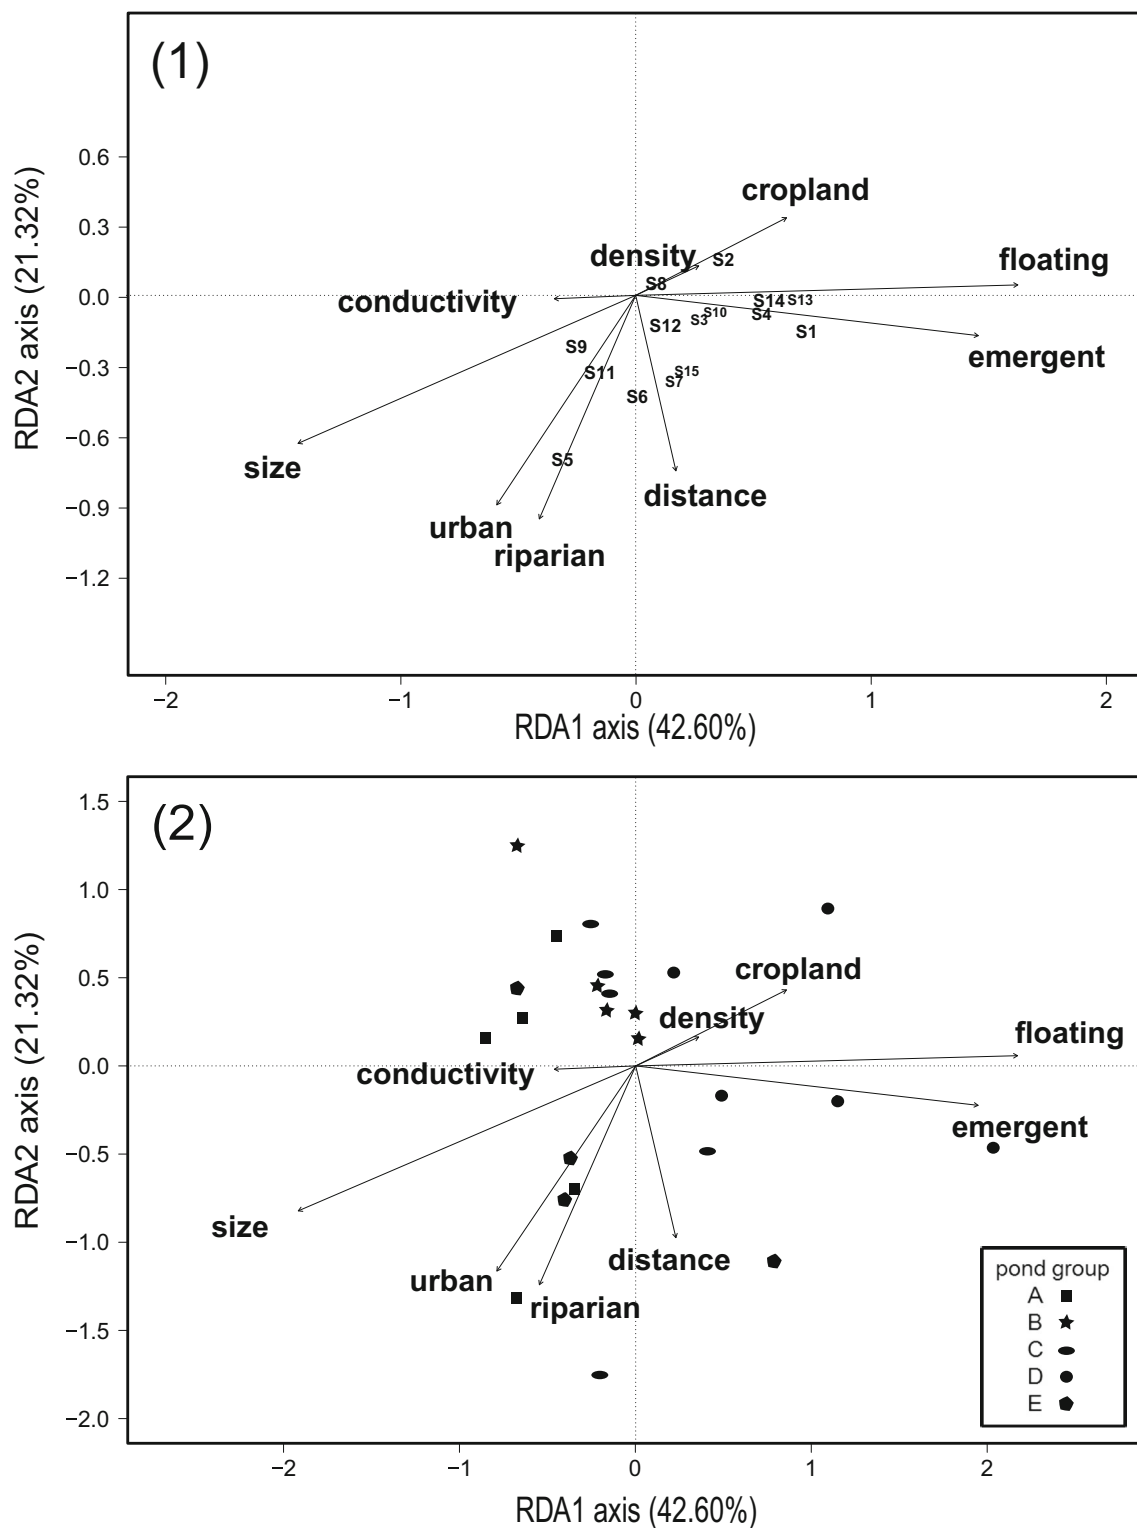 (1)
RDA2 axis (21.32%)
0.6
0.3
0.0
−0.3
−0.6
−0.9
−1.2
cropland
density
S2
floating
S8
conductivity
S14 S13
S10
S4
S3
S12
S1
emergent
S9
S11
S15
S7
S6
S5
size
distance
urban
riparian
−2 −1 0 1 2
RDA1 axis (42.60%)
(2)
RDA2 axis (21.32%)
1.5
1.0
0.5
0.0
−0.5
−1.0
−1.5
−2.0
cropland
density
floating
conductivity
emergent
size
distance
urban
riparian
pond group
A
B
C
D
E
−2 −1 0 1 2
RDA1 axis (42.60%)